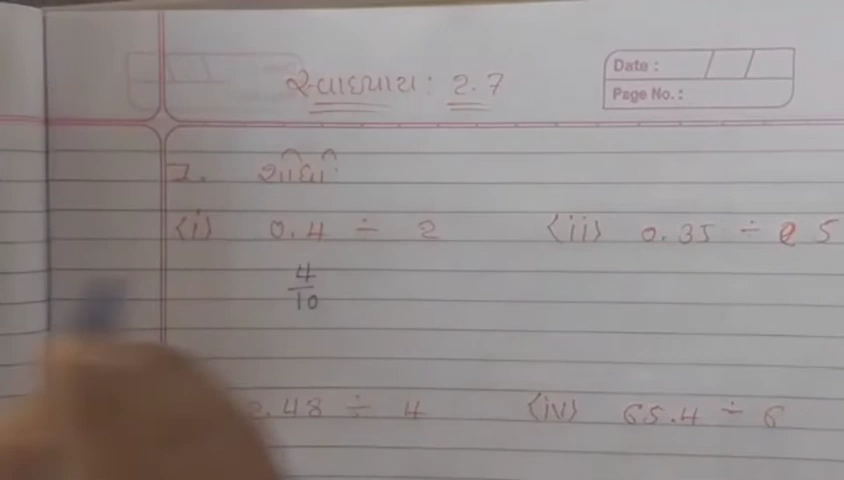 સ્વાધ્યાય : 2.7
Date :
Page No. :
1. શોધો
(i) 0.4 ÷ 2 (ii) 0.35 ÷ 5
4
10
.48 ÷ 4 (iv) 65.4 ÷ 6